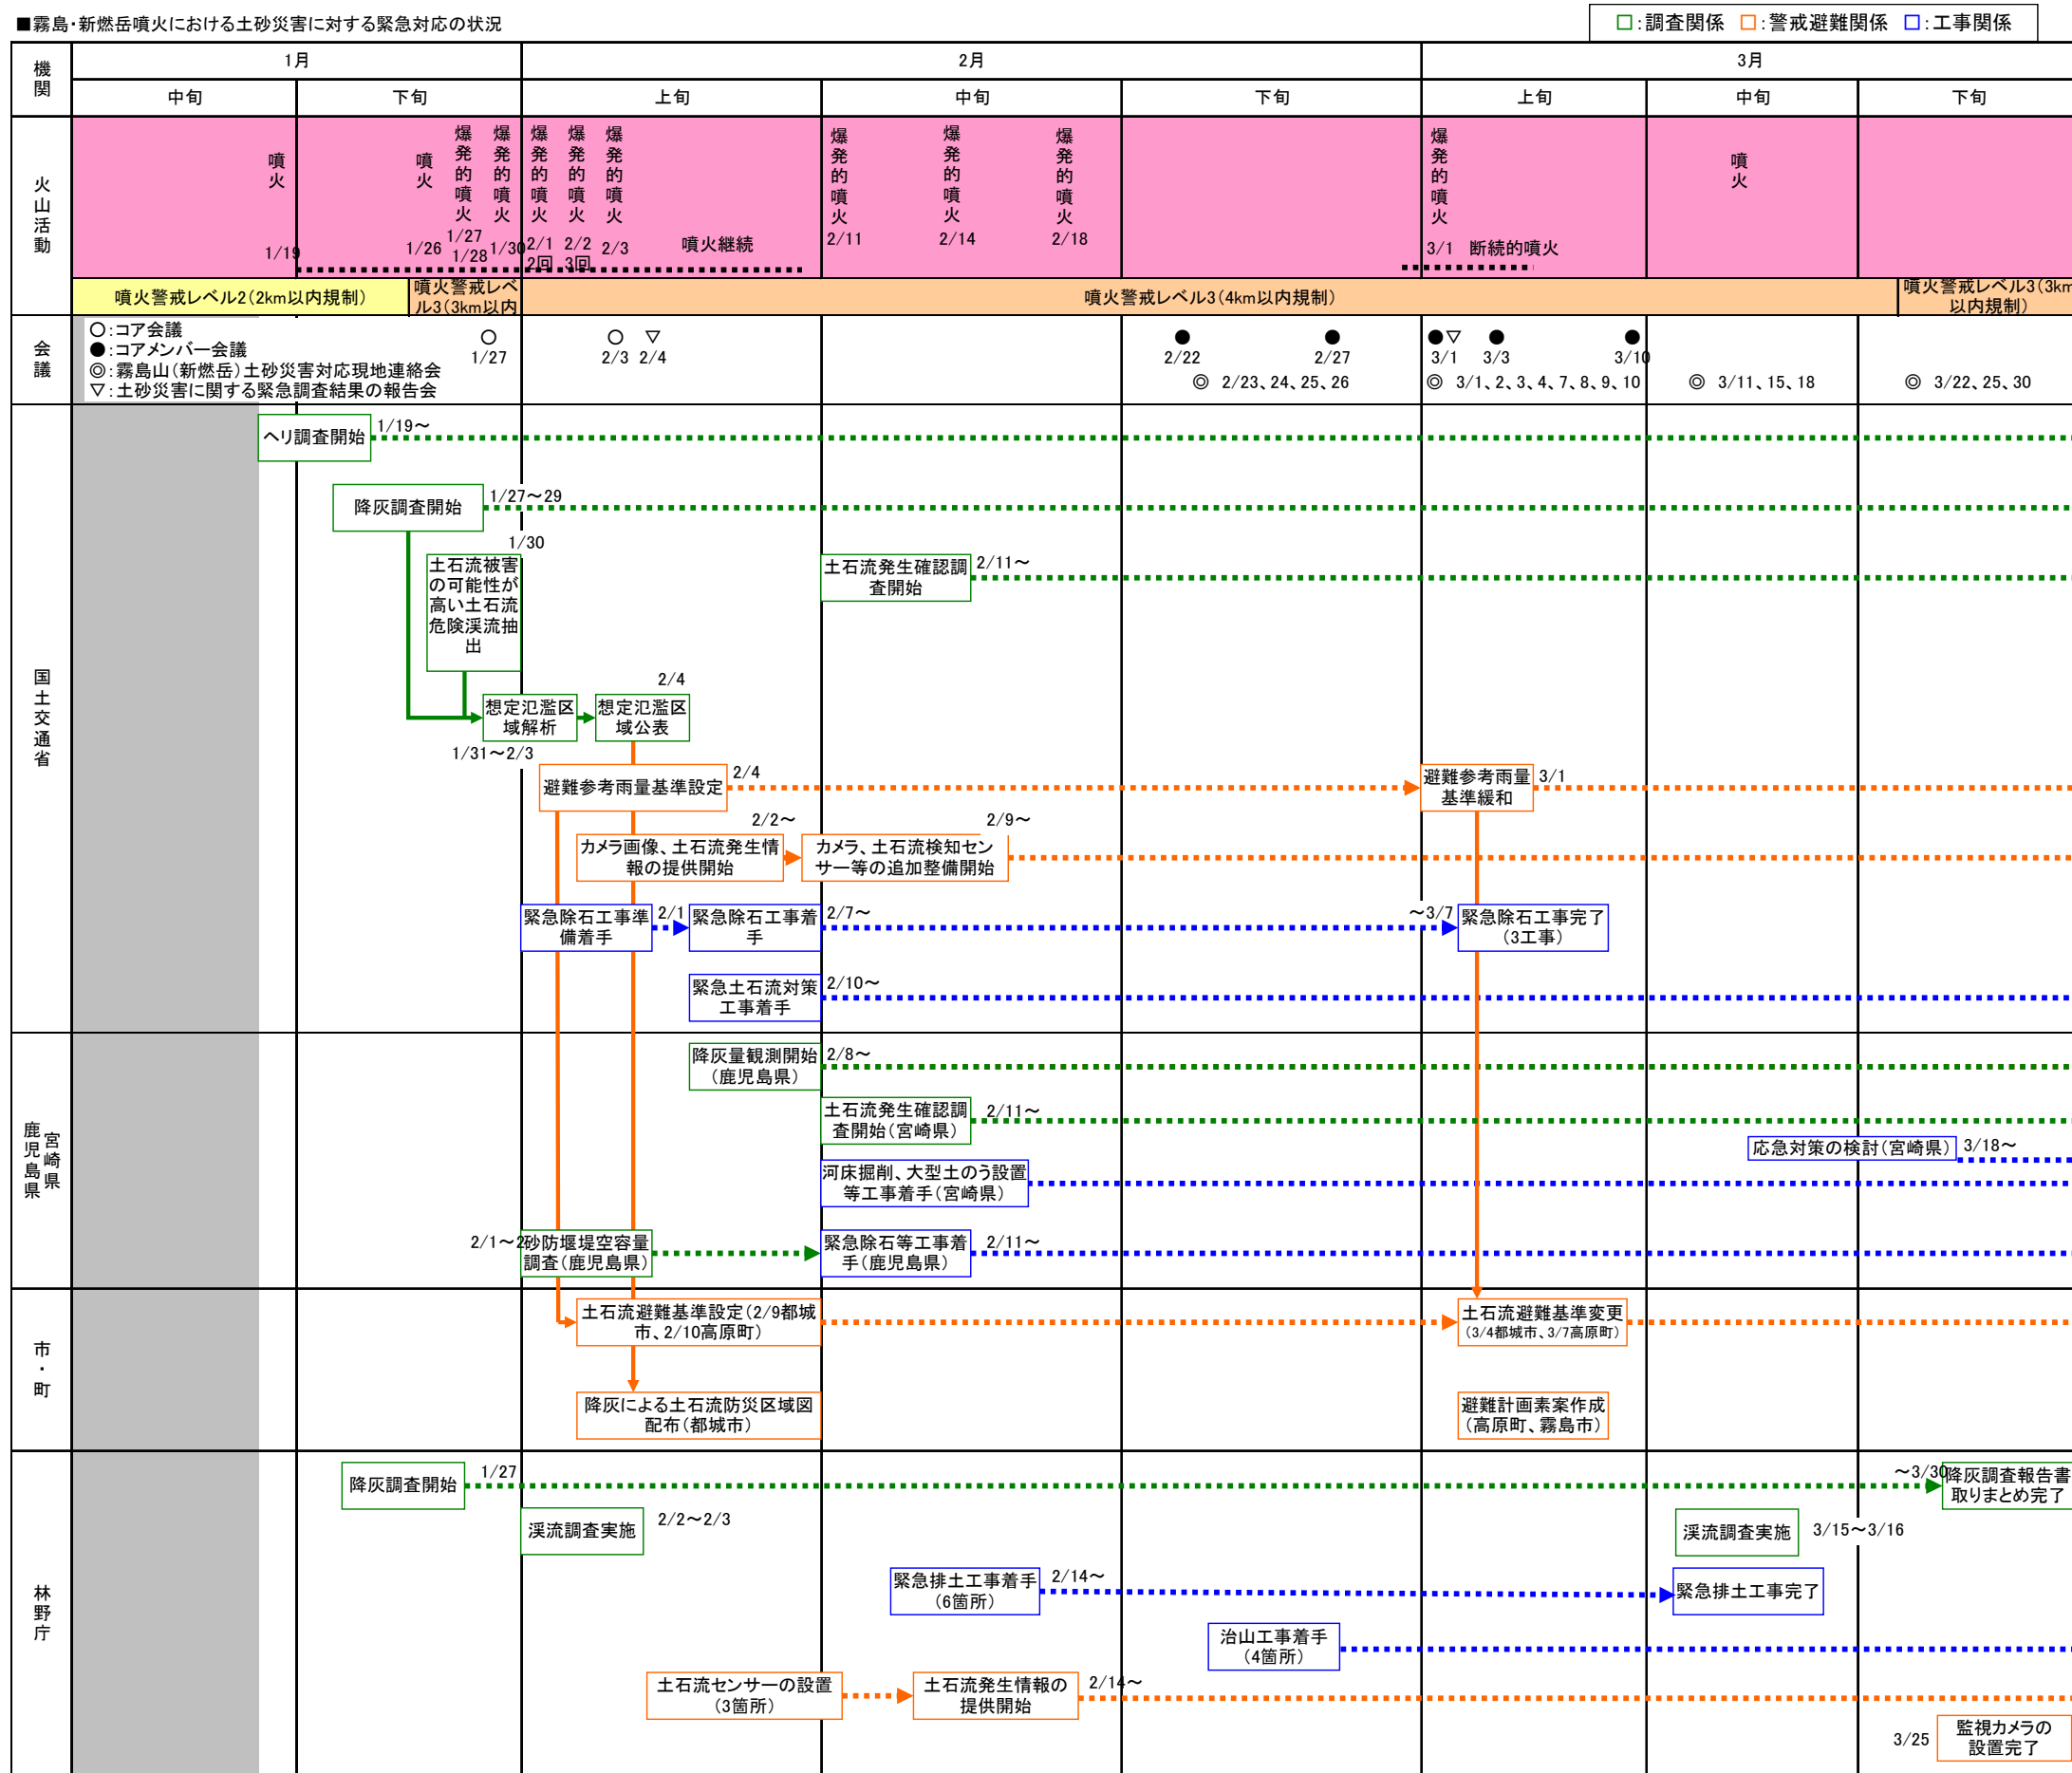 ■霧島・新燃岳噴火における土砂災害に対する緊急対応の状況
□:調査関係 □:警戒避難関係 □:工事関係
機関
1月
2月
3月
中旬
下旬
上旬
中旬
下旬
上旬
中旬
下旬
火山活動
噴火
1/19
噴火
1/26
爆発的噴火
1/27
1/28
爆発的噴火
1/30
爆発的噴火
2/1
2回
爆発的噴火
2/2
3回
爆発的噴火
2/3
噴火継続
爆発的噴火
2/11
爆発的噴火
2/14
爆発的噴火
2/18
爆発的噴火
3/1
断続的噴火
噴火
噴火警戒レベル2(2km以内規制)
噴火警戒レベ
ル3(3km以内
噴火警戒レベル3(4km以内規制)
噴火警戒レベル3(3km
以内規制)
会議
○:コア会議
●:コアメンバー会議
◎:霧島山(新燃岳)土砂災害対応現地連絡会
▽:土砂災害に関する緊急調査結果の報告会
○
1/27
○ ▽
2/3 2/4
●
2/22
●
2/27
◎ 2/23、24、25、26
●▽
3/1
●
3/3
●
3/10
◎ 3/1、2、3、4、7、8、9、10
◎ 3/11、15、18
◎ 3/22、25、30
国土交通省
ヘリ調査開始
1/19~
降灰調査開始
1/27~29
1/30
土石流被害
の可能性が
高い土石流
危険渓流抽
出
土石流発生確認調
査開始
2/11~
想定氾濫区
域解析
1/31~2/3
2/4
想定氾濫区
域公表
避難参考雨量基準設定
2/4
避難参考雨量
基準緩和
3/1
2/2~
カメラ画像、土石流発生情
報の提供開始
2/9~
カメラ、土石流検知セン
サー等の追加整備開始
緊急除石工事準
備着手
2/1
緊急除石工事着
手
2/7~
~3/7
緊急除石工事完了
(3工事)
緊急土石流対策
工事着手
2/10~
宮崎県
鹿児島県
降灰量観測開始
(鹿児島県)
2/8~
土石流発生確認調
査開始(宮崎県)
2/11~
応急対策の検討(宮崎県)
3/18~
河床掘削、大型土のう設置
等工事着手(宮崎県)
2/1~2
砂防堰堤空容量
調査(鹿児島県)
緊急除石等工事着
手(鹿児島県)
2/11~
市・町
土石流避難基準設定(2/9都城
市、2/10高原町)
土石流避難基準変更
(3/4都城市、3/7高原町)
降灰による土石流防災区域図
配布(都城市)
避難計画素案作成
(高原町、霧島市)
林野庁
降灰調査開始
1/27
~3/30
降灰調査報告書
取りまとめ完了
渓流調査実施
2/2~2/3
渓流調査実施
3/15~3/16
緊急排土工事着手
(6箇所)
2/14~
緊急排土工事完了
治山工事着手
(4箇所)
土石流センサーの設置
(3箇所)
土石流発生情報の
提供開始
2/14~
3/25
監視カメラの
設置完了